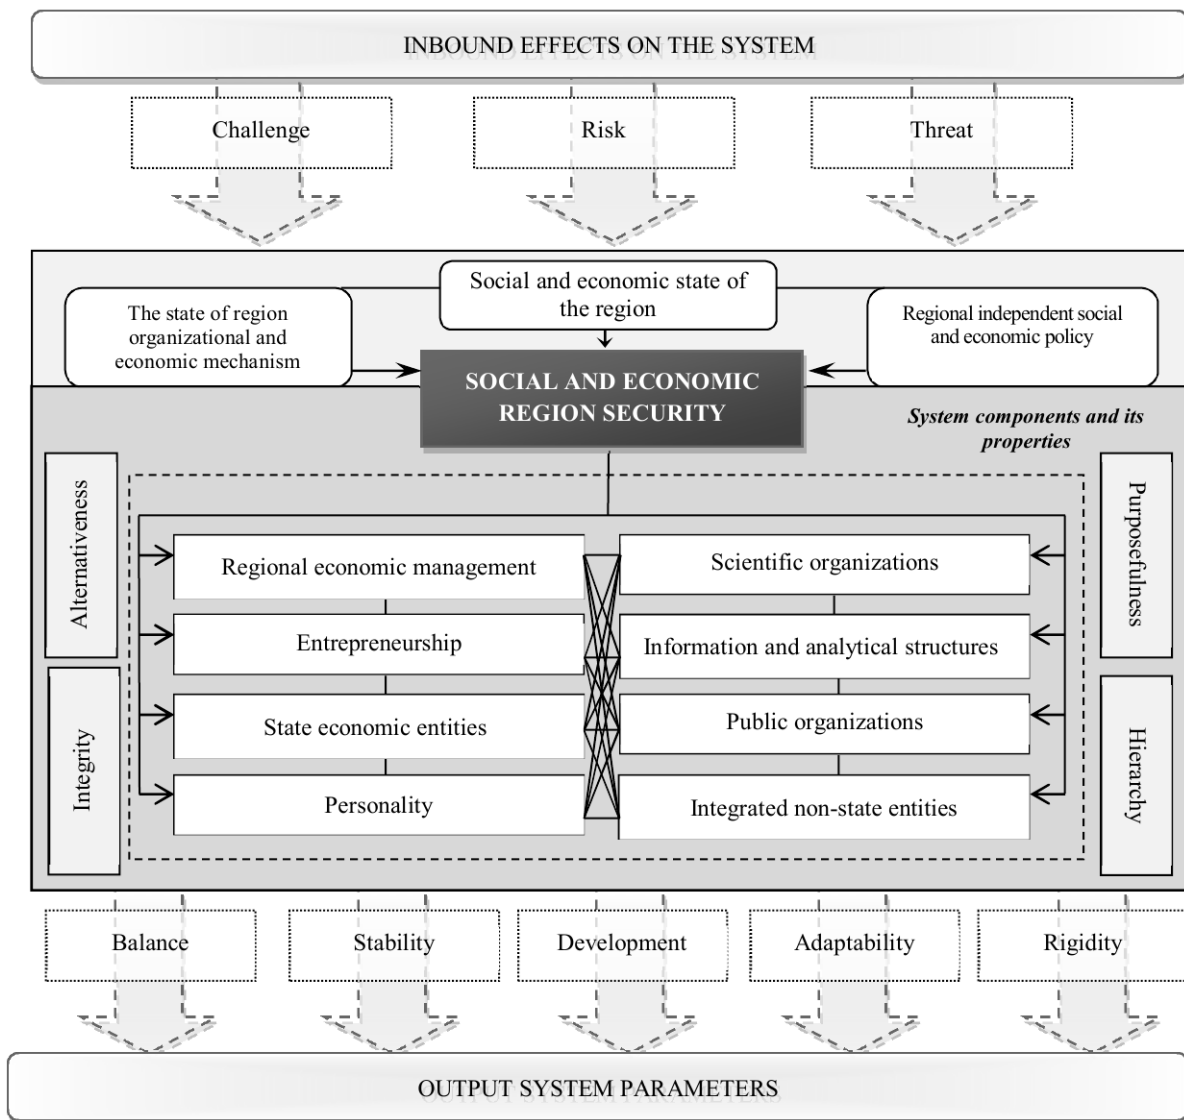 INBOUND EFFECTS ON THE SYSTEM
Challenge
Risk
Threat
Social and economic state of
the region
The state of region
organizational and
economic mechanism
Regional independent social
and economic policy
SOCIAL AND ECONOMIC
REGION SECURITY
System components and its
properties
Alternativeness
Integrity
Purposefulness
Hierarchy
Regional economic management
Entrepreneurship
State economic entities
Personality
Scientific organizations
Information and analytical structures
Public organizations
Integrated non-state entities
Balance
Stability
Development
Adaptability
Rigidity
OUTPUT SYSTEM PARAMETERS